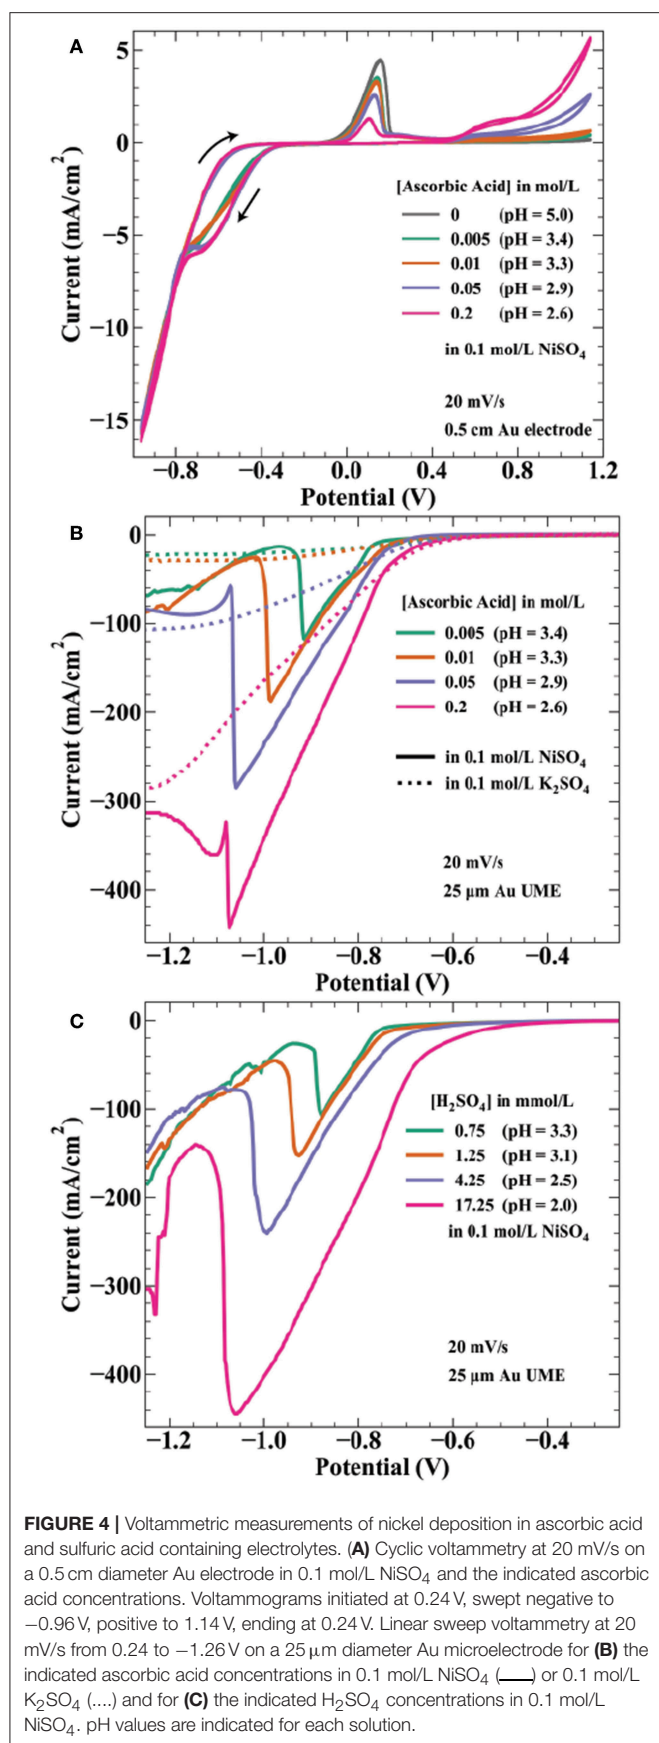 A
5
0
−5
−10
−15
Current (mA/cm²)
[Ascorbic Acid] in mol/L
0 (pH = 5.0)
0.005 (pH = 3.4)
0.01 (pH = 3.3)
0.05 (pH = 2.9)
0.2 (pH = 2.6)
in 0.1 mol/L NiSO₄
20 mV/s
0.5 cm Au electrode
−0.8 −0.4 0.0 0.4 0.8 1.2
Potential (V)
B
0
−100
−200
−300
−400
Current (mA/cm²)
[Ascorbic Acid] in mol/L
0.005 (pH = 3.4)
0.01 (pH = 3.3)
0.05 (pH = 2.9)
0.2 (pH = 2.6)
in 0.1 mol/L NiSO₄
in 0.1 mol/L K₂SO₄
20 mV/s
25 μm Au UME
−1.2 −1.0 −0.8 −0.6 −0.4
Potential (V)
C
0
−100
−200
−300
−400
Current (mA/cm²)
[H₂SO₄] in mmol/L
0.75 (pH = 3.3)
1.25 (pH = 3.1)
4.25 (pH = 2.5)
17.25 (pH = 2.0)
in 0.1 mol/L NiSO₄
20 mV/s
25 μm Au UME
−1.2 −1.0 −0.8 −0.6 −0.4
Potential (V)
FIGURE 4 | Voltammetric measurements of nickel deposition in ascorbic acid
and sulfuric acid containing electrolytes. (A) Cyclic voltammetry at 20 mV/s on
a 0.5 cm diameter Au electrode in 0.1 mol/L NiSO₄ and the indicated ascorbic
acid concentrations. Voltammograms initiated at 0.24 V, swept negative to
−0.96 V, positive to 1.14 V, ending at 0.24 V. Linear sweep voltammetry at 20
mV/s from 0.24 to −1.26 V on a 25 μm diameter Au microelectrode for (B) the
indicated ascorbic acid concentrations in 0.1 mol/L NiSO₄ (___) or 0.1 mol/L
K₂SO₄ (....) and for (C) the indicated H₂SO₄ concentrations in 0.1 mol/L
NiSO₄. pH values are indicated for each solution.